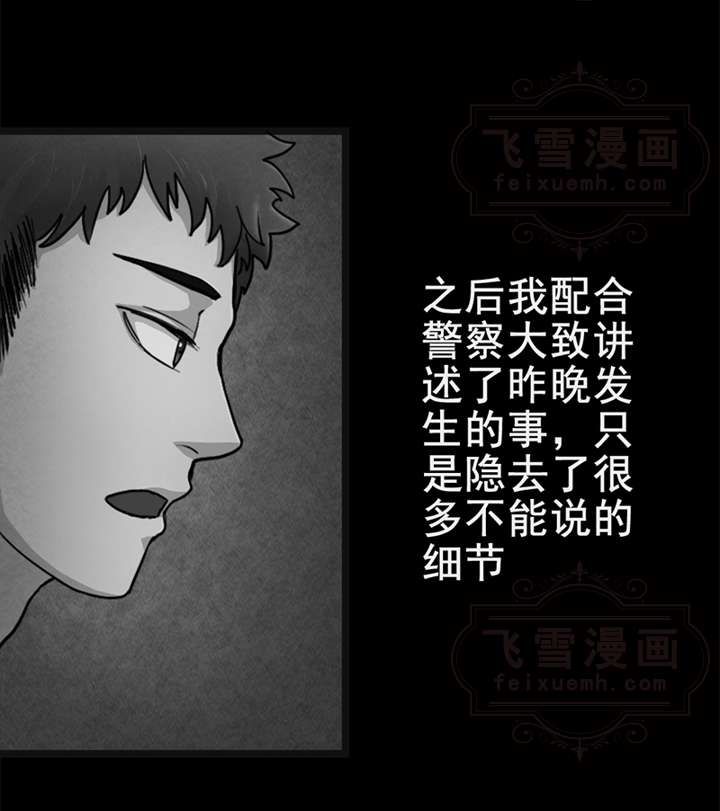 飞雪漫画
feixuemh.com
之后我配合
警察大致讲
述了昨晚发
生的事，只
是隐去了很
多不能说的
细节
飞雪漫画
feixuemh.com